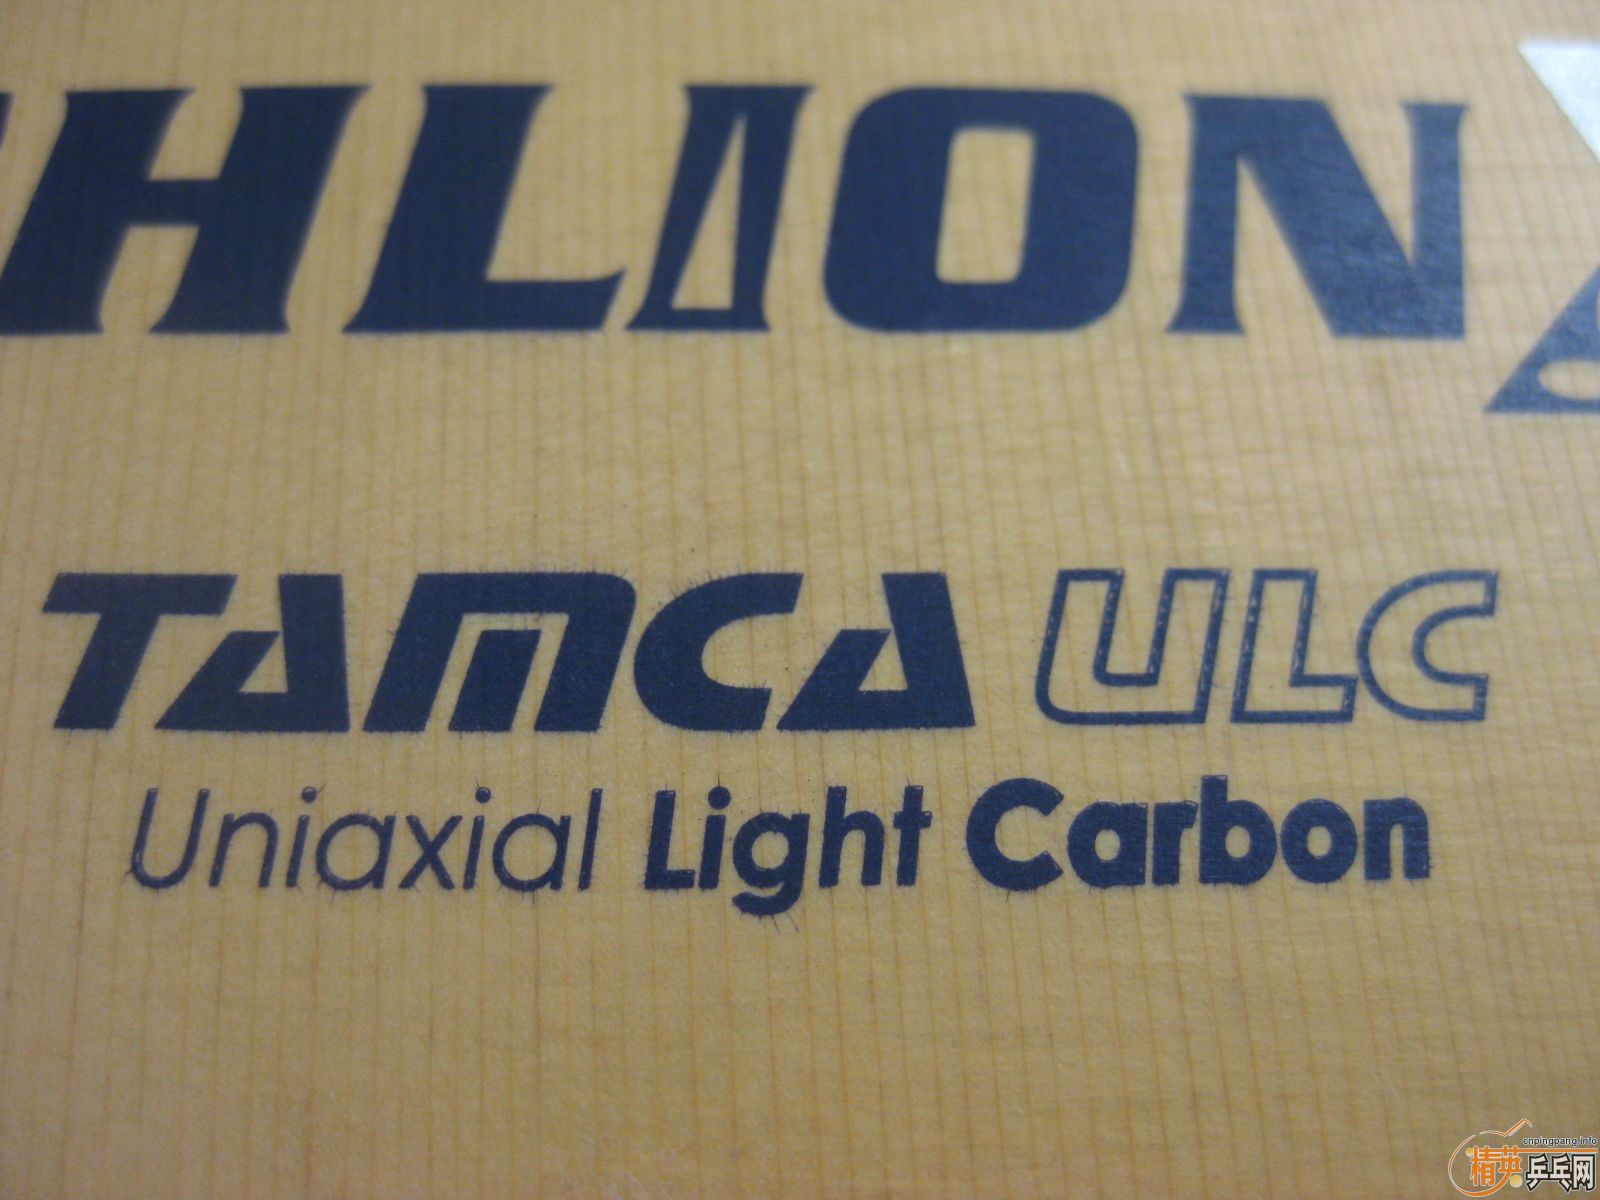 HLION
TAMCA ULC
Uniaxial Light Carbon
cnpingpang.info
精英乒乓网